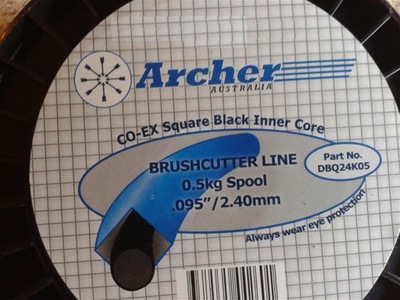 Archer
AUSTRALIA
CO-EX Square Black Inner Core
BRUSHCUTTER LINE
0.5kg Spool
.095"/2.40mm
Part No.
DBQ24K05
Always wear eye protection